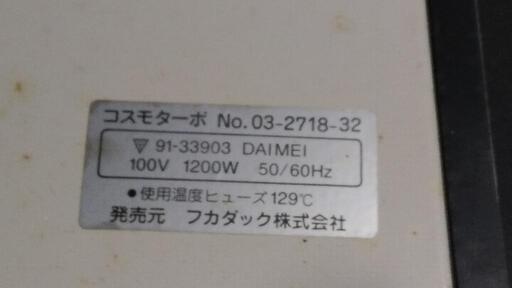 コスモターボ No.03-2718-32
▽ 91-33903 DAIMEI
100V 1200W 50/60Hz
●使用温度ヒューズ129℃
発売元 フカダック株式会社